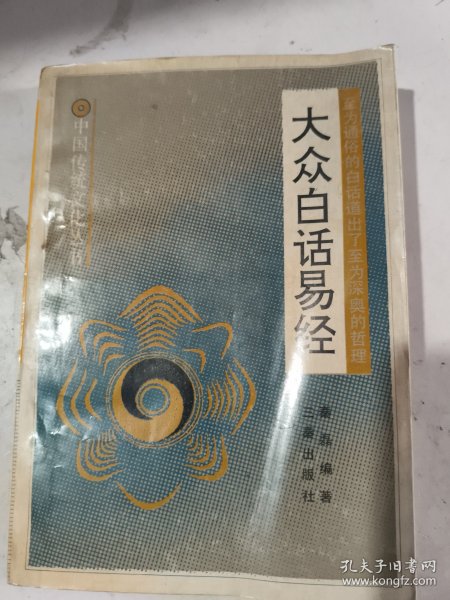 中国传统文化丛书
至为通俗的白话道出了至为深奥的哲理
大众白话易经
秦磊编著
三秦出版社
孔夫子旧书网
www.kongfz.com